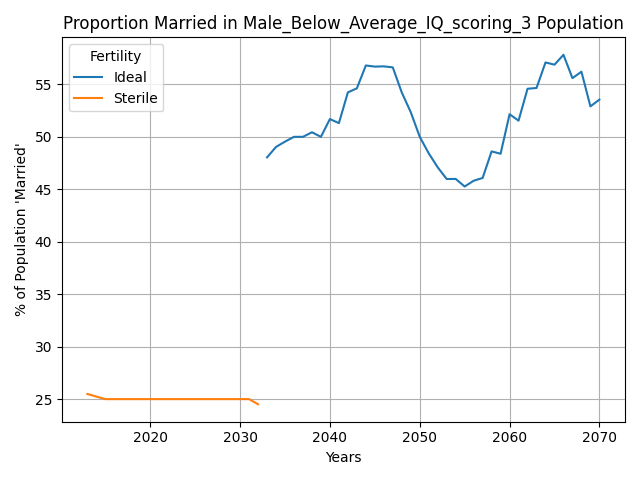 Proportion Married in Male_Below_Average_IQ_scoring_3 Population
Fertility
Ideal
Sterile
% of Population 'Married'
55
50
45
40
35
30
25
2020 2030 2040 2050 2060 2070
Years